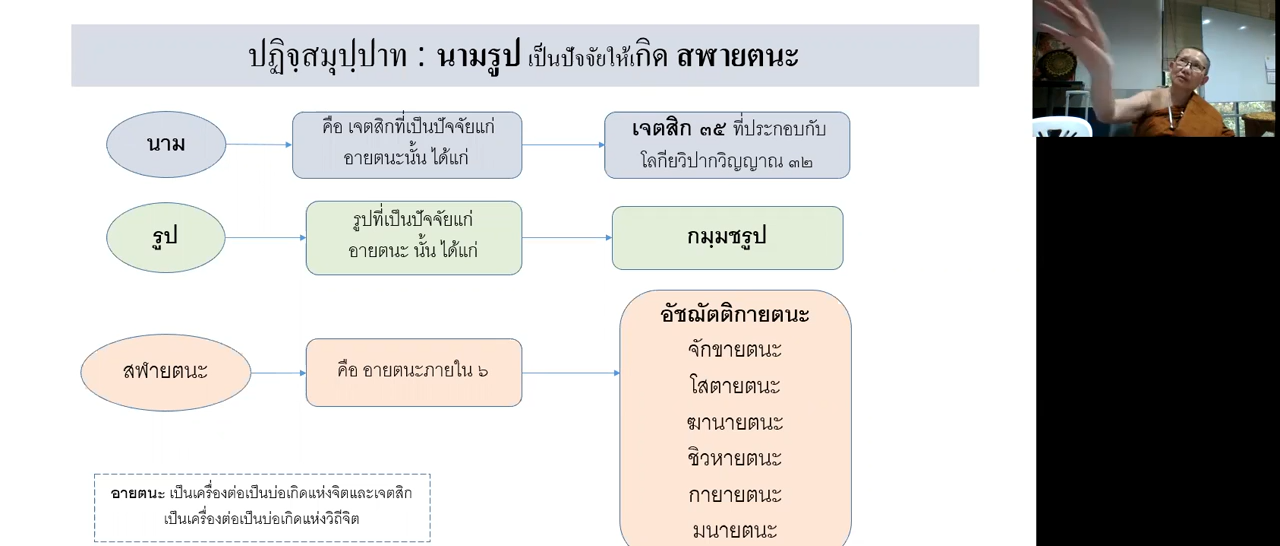 ปฏิจฺสมุปฺปาท : นามรูป เป็นปัจจัยให้เกิด สฬายตนะ
นาม
คือ เจตสิกที่เป็นปัจจัยแก่
อายตนะนั้น ได้แก่
เจตสิก ๓๕ ที่ประกอบกับ
โลกียวิปากวิญญาณ ๓๒
รูป
รูปที่เป็นปัจจัยแก่
อายตนะ นั้น ได้แก่
กมฺมชรูป
สฬายตนะ
คือ อายตนะภายใน ๖
อัชฌัตติกายตนะ
จักขายตนะ
โสตายตนะ
ฆานายตนะ
ชิวหายตนะ
กายายตนะ
มนายตนะ
อายตนะ เป็นเครื่องต่อเป็นบ่อเกิดแห่งจิตและเจตสิก
เป็นเครื่องต่อเป็นบ่อเกิดแห่งวิถีจิต